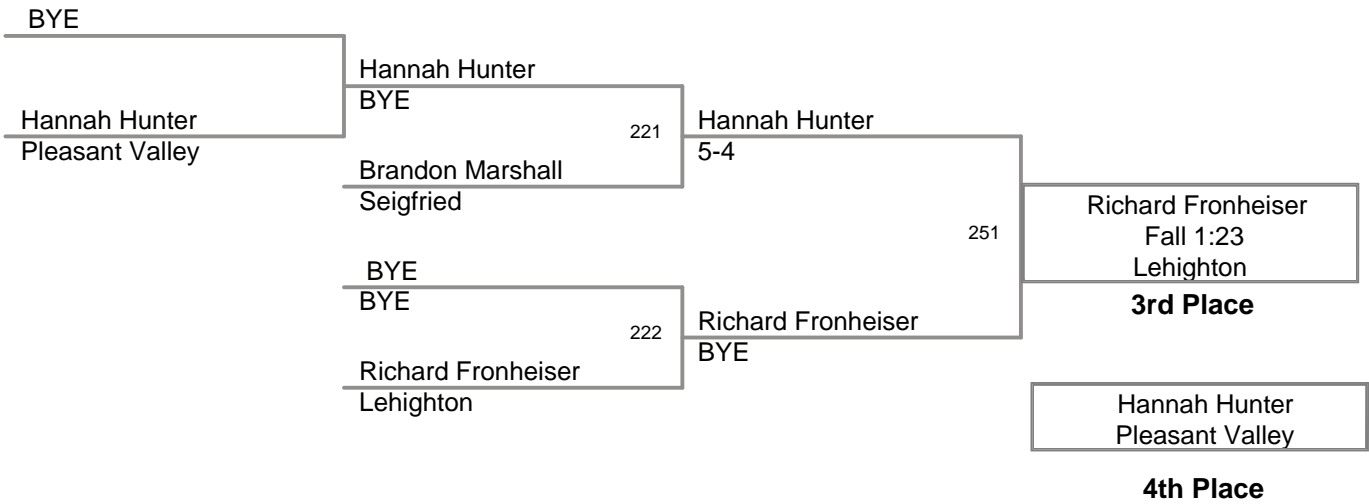 BYE
Hannah Hunter
Pleasant Valley
Hannah Hunter
BYE
221
Brandon Marshall
Seigfried
BYE
BYE
222
Richard Fronheiser
Lehighton
Hannah Hunter
5-4
251
Richard Fronheiser
BYE
Richard Fronheiser
Fall 1:23
Lehighton
3rd Place
Hannah Hunter
Pleasant Valley
4th Place